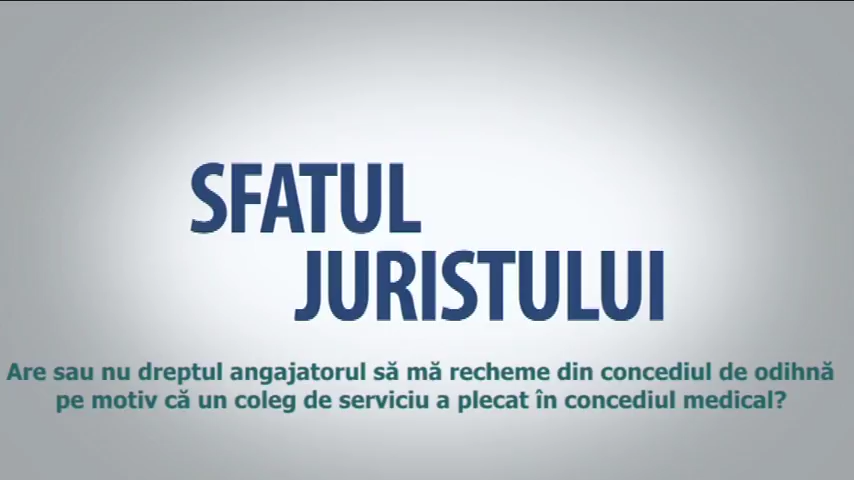 SFATUL
JURISTULUI
Are sau nu dreptul angajatorul să mă recheme din concediul de odihnă
pe motiv că un coleg de serviciu a plecat în concediul medical?